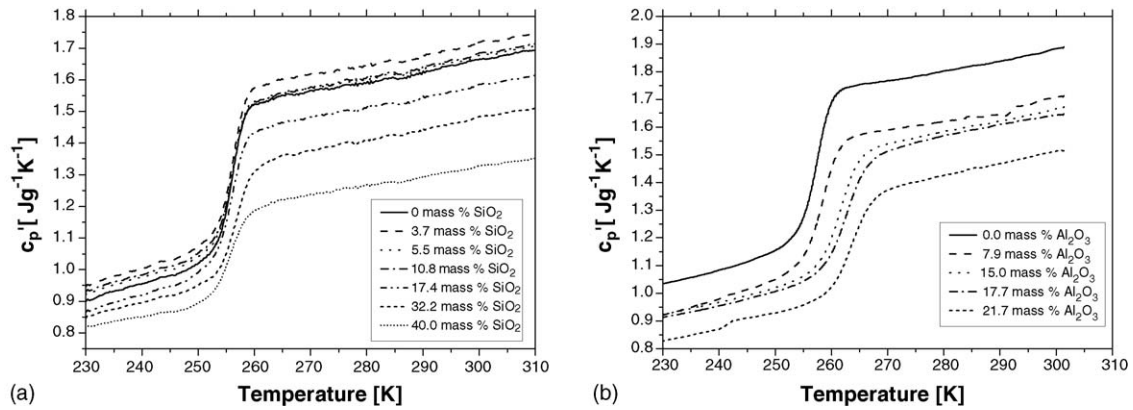 1.8
1.7
1.6
1.5
1.4
1.3
1.2
1.1
1.0
0.9
0.8
cp'[ Jg⁻¹K⁻¹]
0 mass % SiO₂
3.7 mass % SiO₂
5.5 mass % SiO₂
10.8 mass % SiO₂
17.4 mass % SiO₂
32.2 mass % SiO₂
40.0 mass % SiO₂
230 240 250 260 270 280 290 300 310
Temperature [K]
(a)
2.0
1.9
1.8
1.7
1.6
1.5
1.4
1.3
1.2
1.1
1.0
0.9
0.8
cp'[ Jg⁻¹K⁻¹]
0.0 mass % Al₂O₃
7.9 mass % Al₂O₃
15.0 mass % Al₂O₃
17.7 mass % Al₂O₃
21.7 mass % Al₂O₃
230 240 250 260 270 280 290 300 310
Temperature [K]
(b)